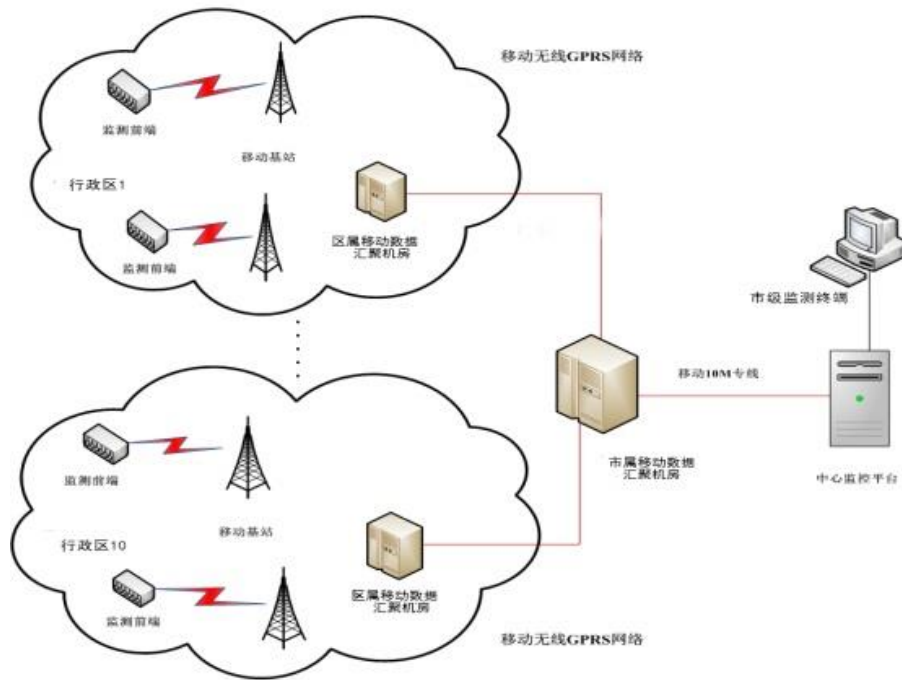 移动无线GPRS网络
监测前端
移动基站
行政区1
监测前端
区属移动数据
汇聚机房
市级监测终端
移动10M专线
市属移动数据
汇聚机房
中心监控平台
监测前端
移动基站
行政区10
监测前端
区属移动数据
汇聚机房
移动无线GPRS网络